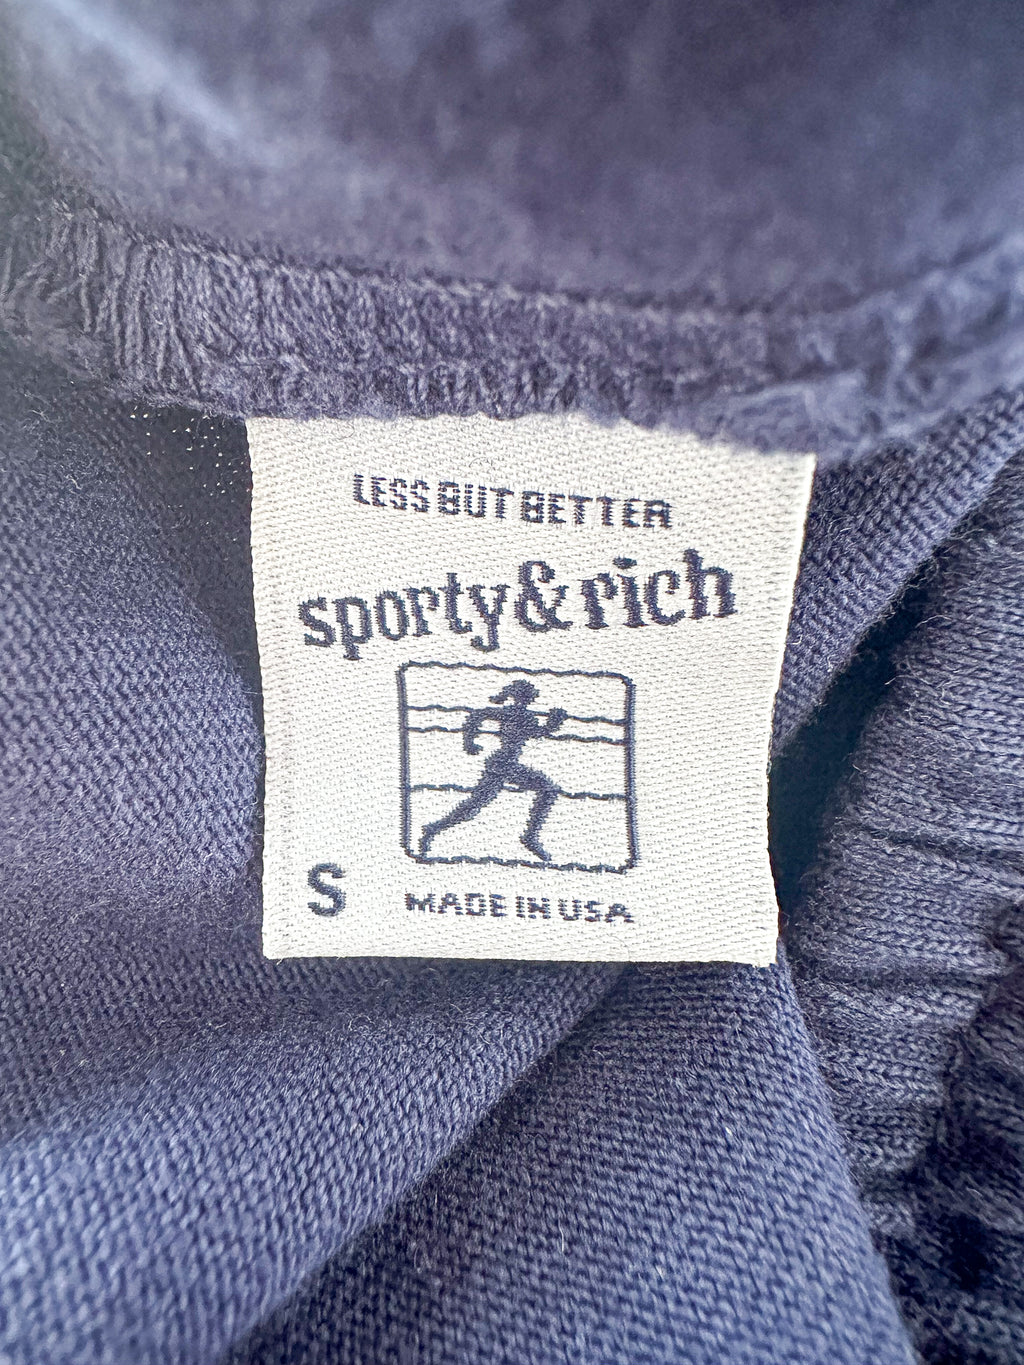 LESS BUT BETTER
sporty & rich
S
MADE IN USA